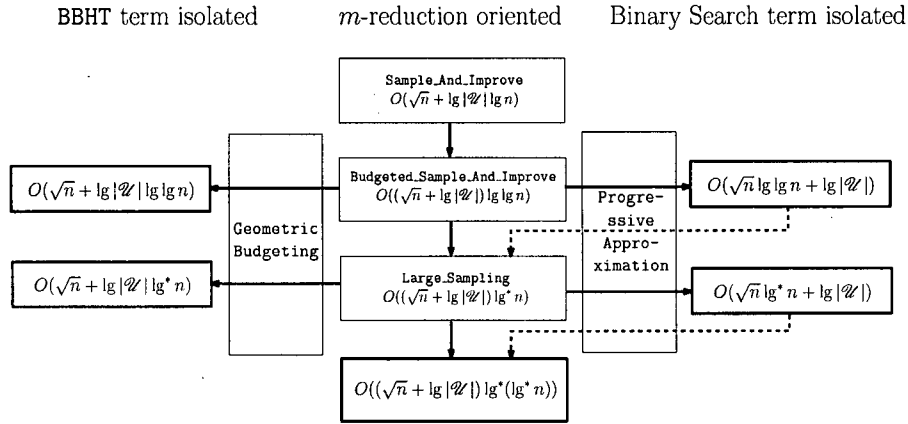 BBHT term isolated
m-reduction oriented
Binary Search term isolated
Sample_And_Improve
O(√n + lg |𝒰| lg n)
O(√n + lg |𝒰| lg lg n)
Budgeted_Sample_And_Improve
O((√n + lg |𝒰|) lg lg n)
O(√n lg lg n + lg |𝒰|)
Geometric
Budgeting
Progre-
ssive
Appro-
ximation
O(√n + lg |𝒰| lg* n)
Large_Sampling
O((√n + lg |𝒰|) lg* n)
O(√n lg* n + lg |𝒰|)
O((√n + lg |𝒰|) lg*(lg* n))